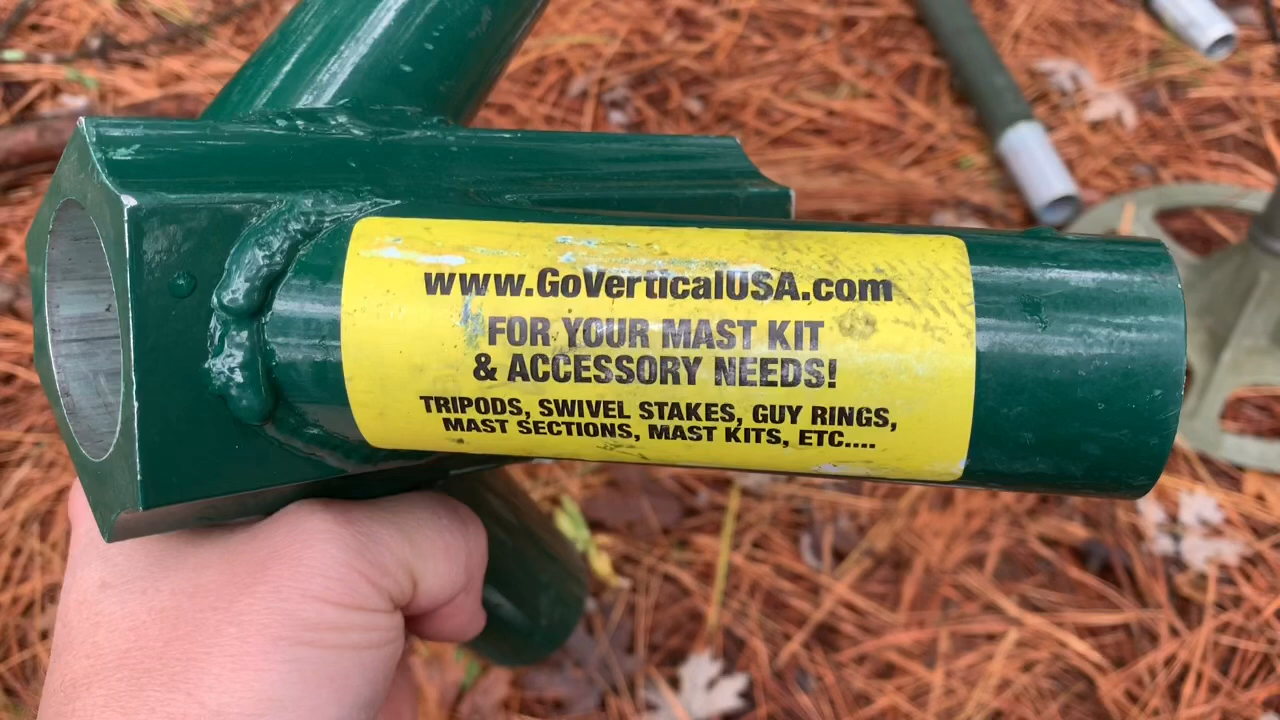 www.GoVerticalUSA.com
FOR YOUR MAST KIT
& ACCESSORY NEEDS!
TRIPODS, SWIVEL STAKES, GUY RINGS,
MAST SECTIONS, MAST KITS, ETC....